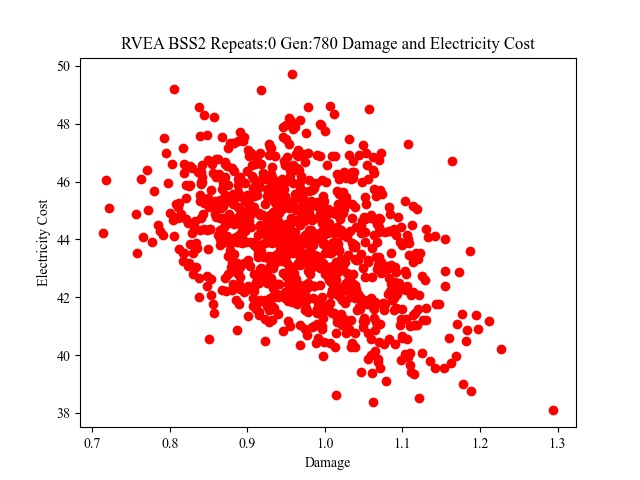 RVEA BSS2 Repeats:0 Gen:780 Damage and Electricity Cost
50
48
46
44
42
40
38
Electricity Cost
0.7 0.8 0.9 1.0 1.1 1.2 1.3
Damage